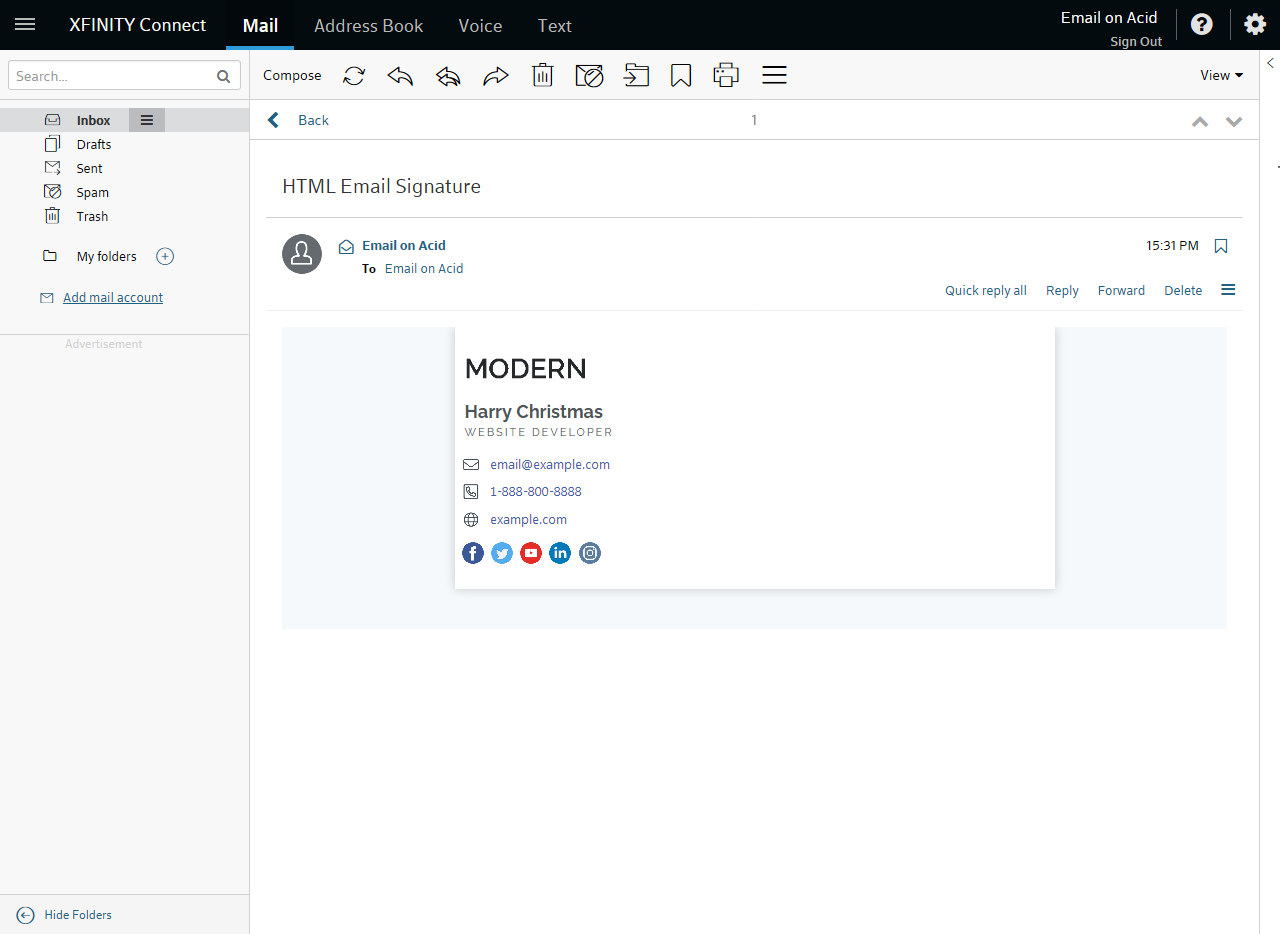 XFINITY Connect Mail Address Book Voice Text Email on Acid
Sign Out
Search...
Compose View
Inbox
Drafts
Sent
Spam
Trash
My folders
Add mail account
Advertisement
Hide Folders
Back 1
HTML Email Signature
Email on Acid 15:31 PM
To Email on Acid
Quick reply all Reply Forward Delete
MODERN
Harry Christmas
WEBSITE DEVELOPER
email@example.com
1-888-800-8888
example.com